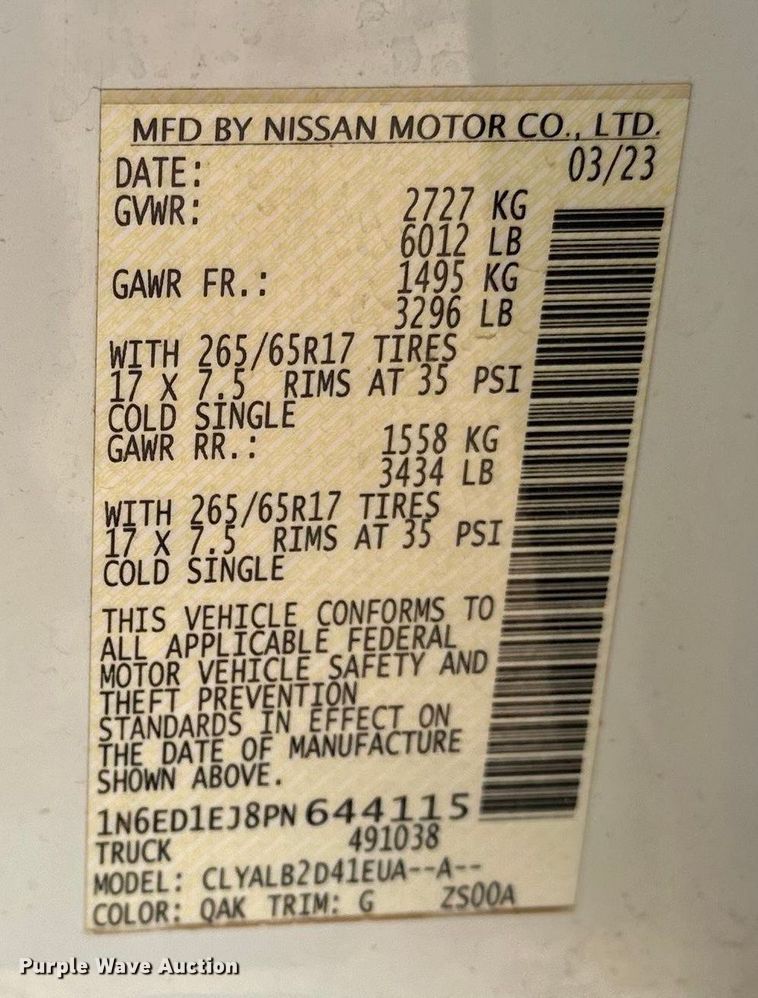 MFD BY NISSAN MOTOR CO., LTD.
DATE: 03/23
GVWR: 2727 KG
6012 LB
GAWR FR.: 1495 KG
3296 LB
WITH 265/65R17 TIRES
17 X 7.5 RIMS AT 35 PSI
COLD SINGLE
GAWR RR.: 1558 KG
3434 LB
WITH 265/65R17 TIRES
17 X 7.5 RIMS AT 35 PSI
COLD SINGLE
THIS VEHICLE CONFORMS TO
ALL APPLICABLE FEDERAL
MOTOR VEHICLE SAFETY AND
THEFT PREVENTION
STANDARDS IN EFFECT ON
THE DATE OF MANUFACTURE
SHOWN ABOVE.
1N6ED1EJ8PN644115
TRUCK 491038
MODEL: CLYALB2D41EUA--A--
COLOR: QAK TRIM: G ZS00A
Purple Wave Auction